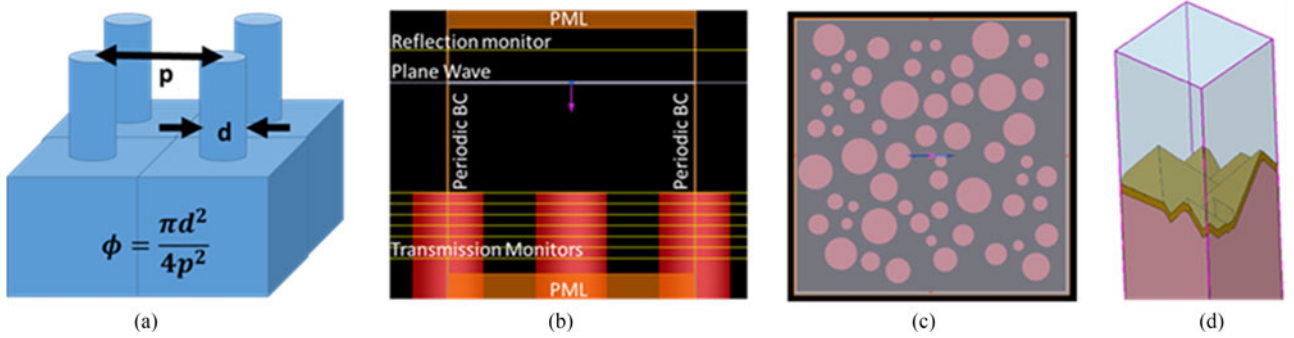 p
d
ϕ = πd²
4p²
PML
Reflection monitor
Plane Wave
Periodic BC
Periodic BC
Transmission Monitors
PML
(a)
(b)
(c)
(d)